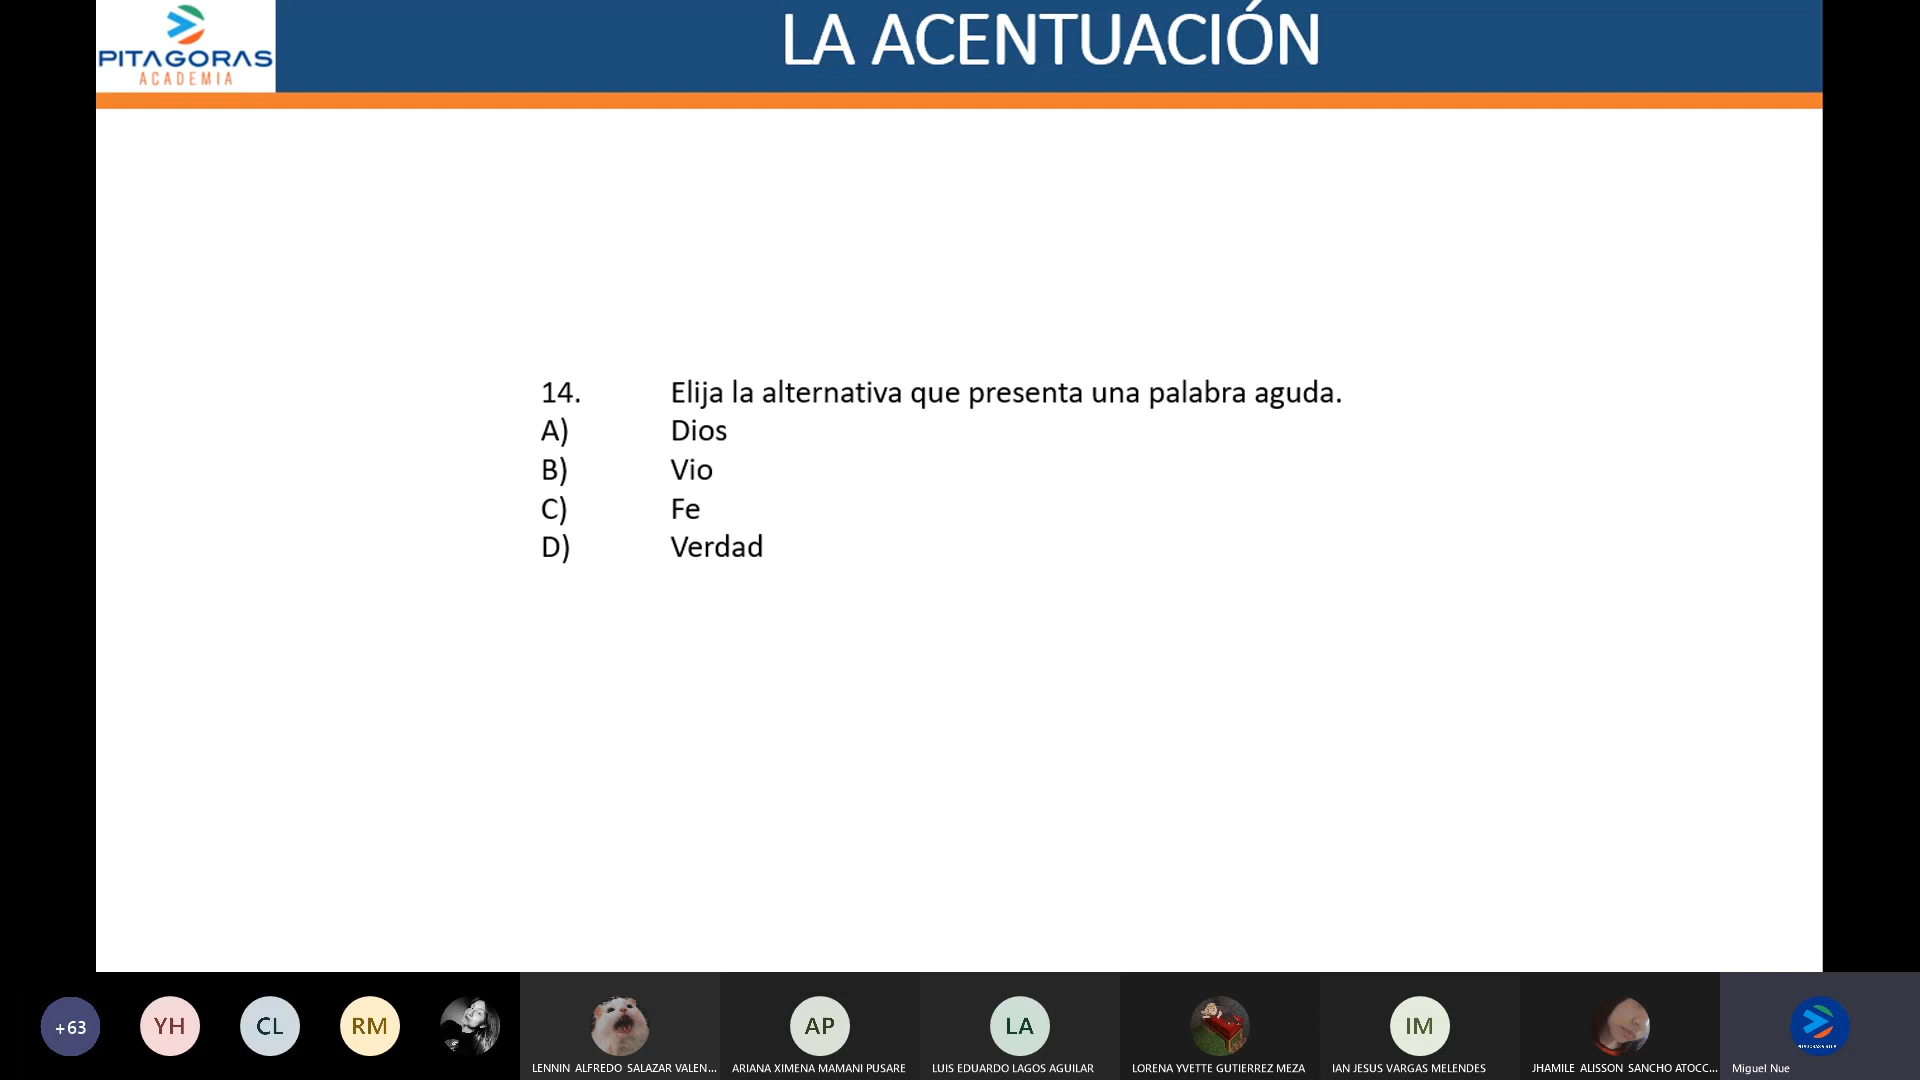 PITAGORAS
ACADEMIA
LA ACENTUACIÓN
14. Elija la alternativa que presenta una palabra aguda.
A) Dios
B) Vio
C) Fe
D) Verdad
+63
YH
CL
RM
AP
LA
IM
LENNIN ALFREDO SALAZAR VALEN...
ARIANA XIMENA MAMANI PUSARE
LUIS EDUARDO LAGOS AGUILAR
LORENA YVETTE GUTIERREZ MEZA
IAN JESUS VARGAS MELENDES
JHAMILE ALISSON SANCHO ATOCC...
Miguel Nue